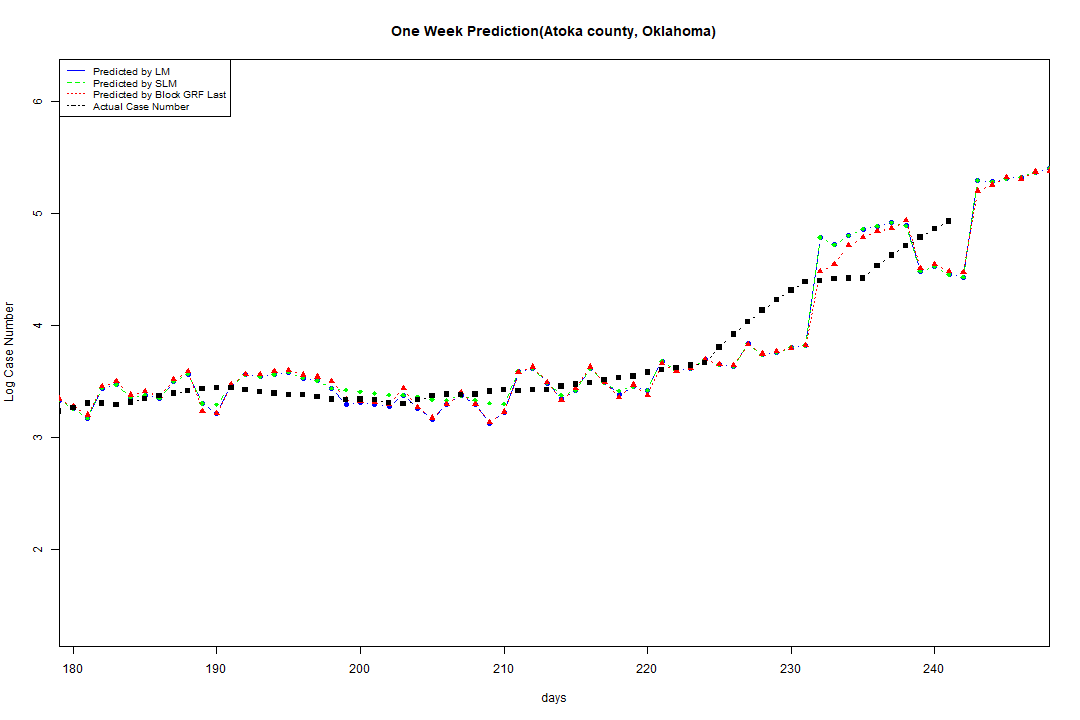 One Week Prediction(Atoka county, Oklahoma)
Predicted by LM
Predicted by SLM
Predicted by Block GRF Last
Actual Case Number
6
5
4
3
2
Log Case Number
180 190 200 210 220 230 240
days